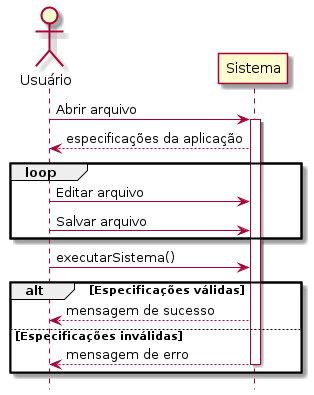 Usuário
Sistema
Abrir arquivo
especificações da aplicação
loop
Editar arquivo
Salvar arquivo
executarSistema()
alt [Especificações válidas]
mensagem de sucesso
[Especificações inválidas]
mensagem de erro